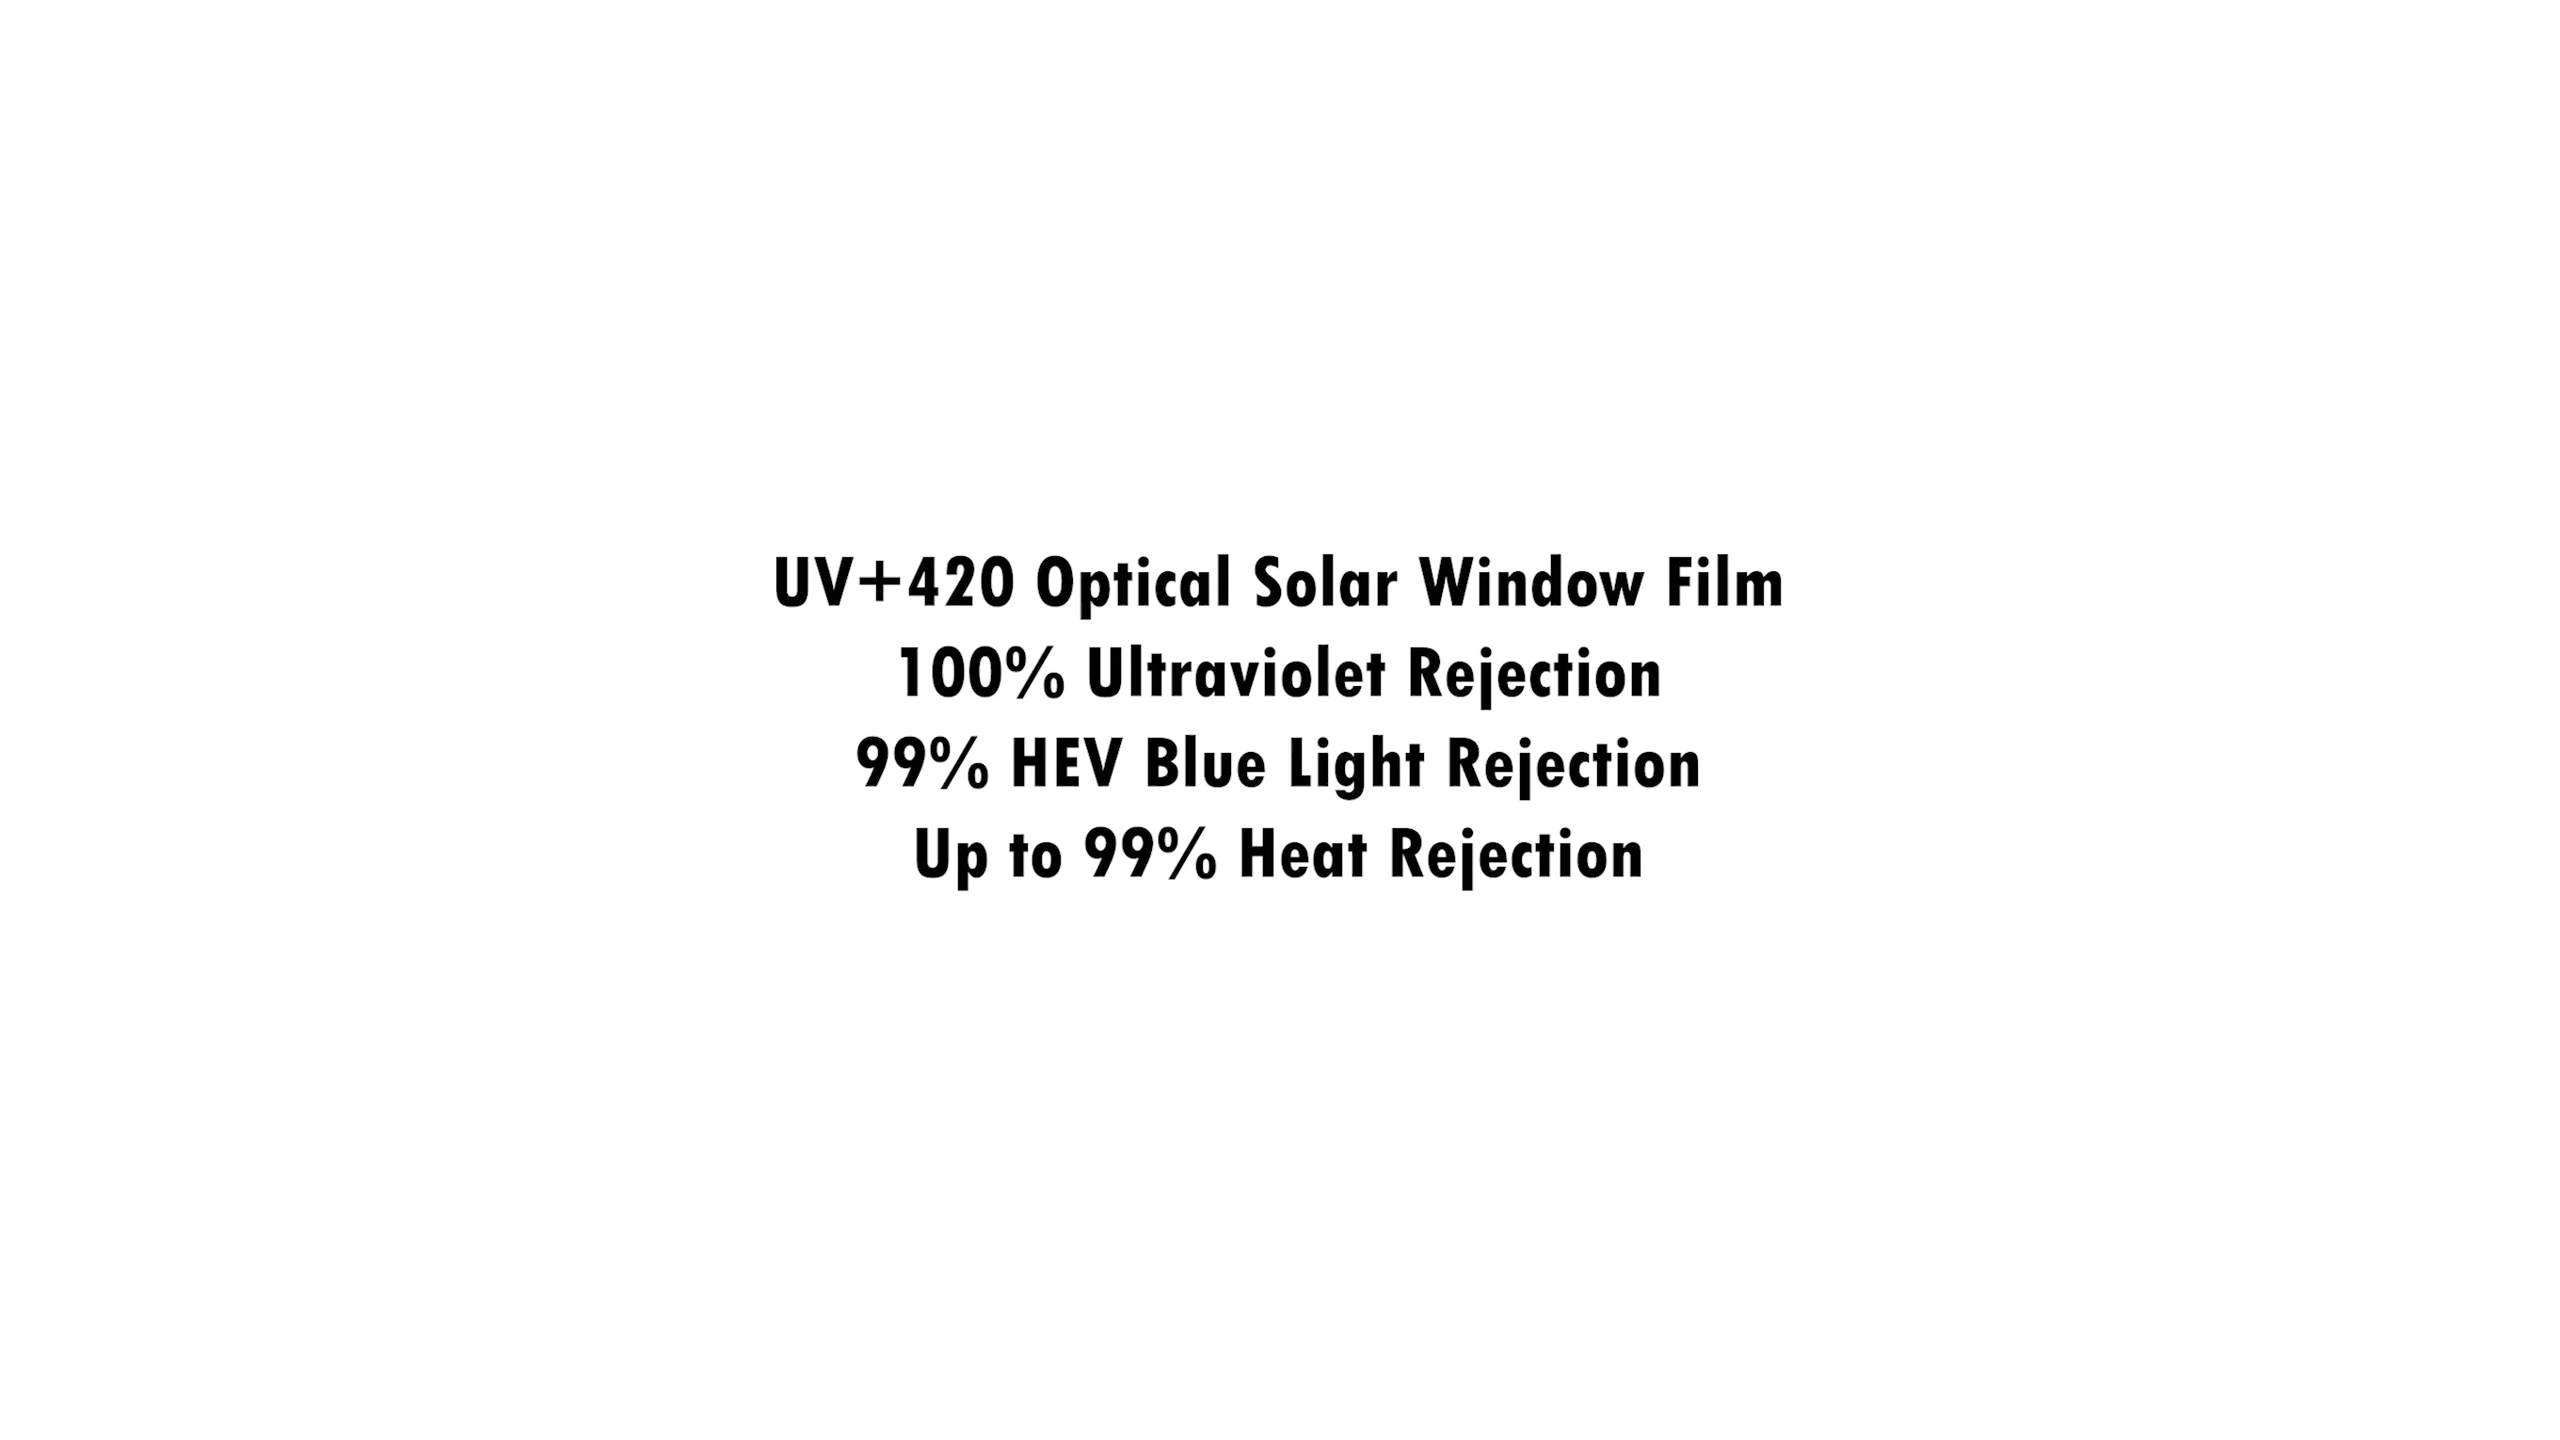 UV+420 Optical Solar Window Film
100% Ultraviolet Rejection
99% HEV Blue Light Rejection
Up to 99% Heat Rejection